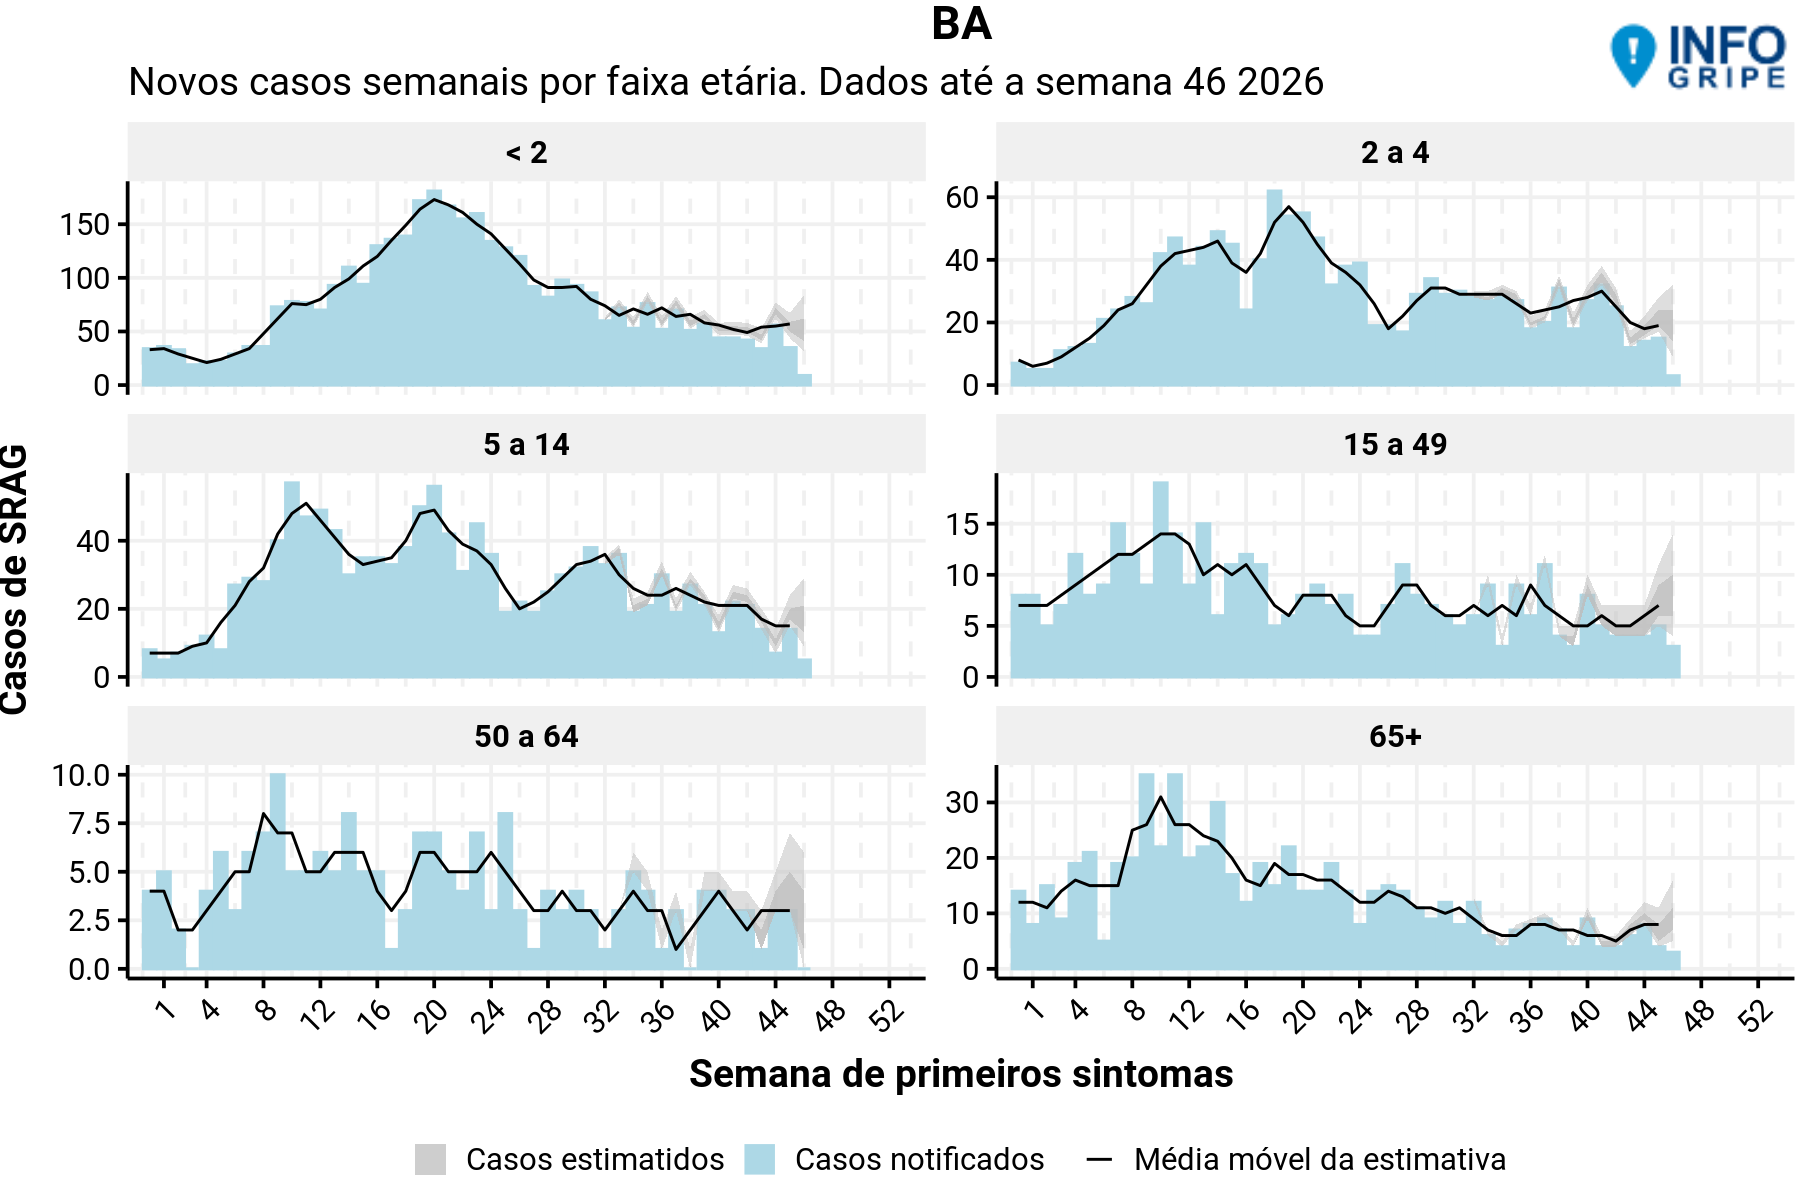 BA
INFO
GRIPE
Novos casos semanais por faixa etária. Dados até a semana 46 2026
< 2
2 a 4
150
100
50
0
60
40
20
0
5 a 14
15 a 49
40
20
0
15
10
5
0
50 a 64
65+
10.0
7.5
5.0
2.5
0.0
30
20
10
0
1 4 8 12 16 20 24 28 32 36 40 44 48 52
1 4 8 12 16 20 24 28 32 36 40 44 48 52
Casos de SRAG
Semana de primeiros sintomas
Casos estimatidos Casos notificados Média móvel da estimativa